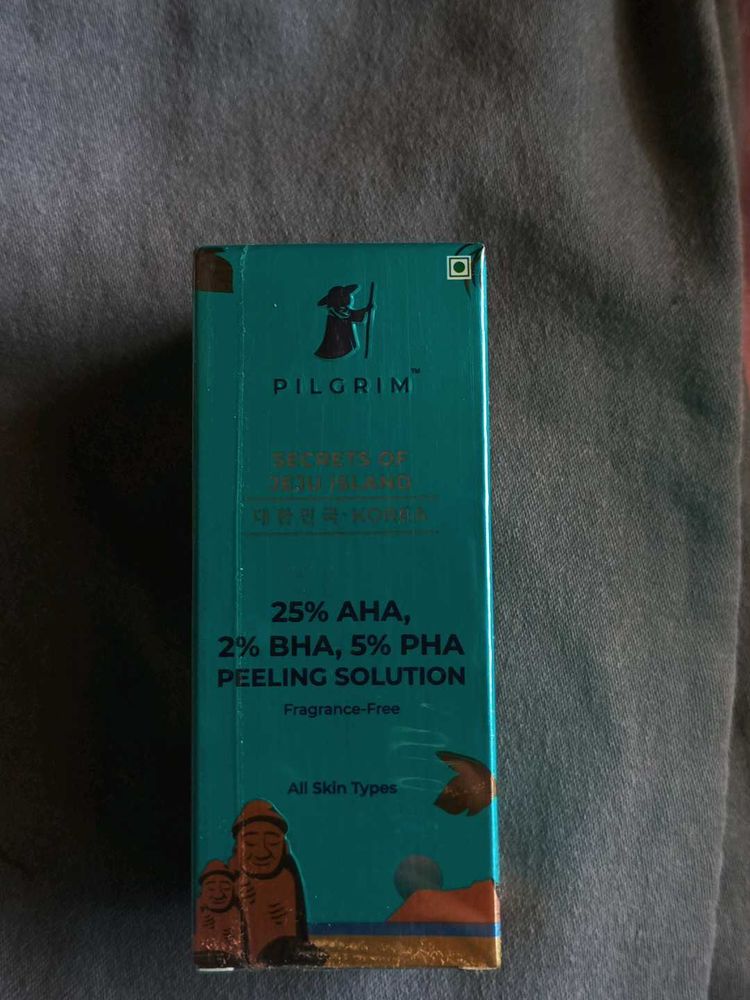 PILGRIM™
SECRETS OF
JEJU ISLAND
대한민국-KOREA
25% AHA,
2% BHA, 5% PHA
PEELING SOLUTION
Fragrance-Free
All Skin Types